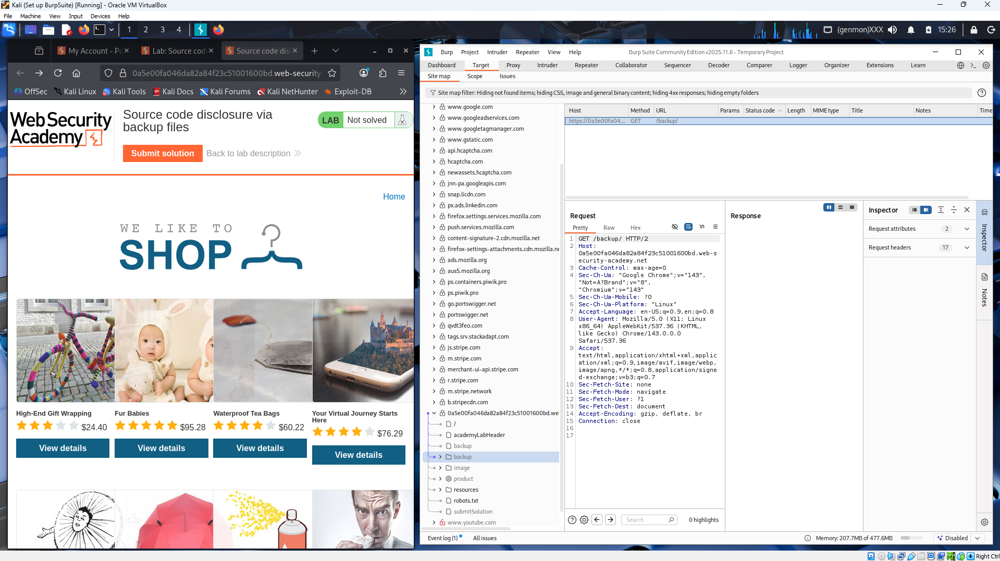 Kali (Set up BurpSuite) [Running] - Oracle VM VirtualBox
File Machine View Input Devices Help
1 2 3 4
(genmon)XXX 15:26
My Account - Po
Lab: Source cod
Source code dis
0a5e00fa046da82a84f23c51001600bd.web-security-
OffSec Kali Linux Kali Tools Kali Docs Kali Forums Kali NetHunter Exploit-DB
Web Security Academy
Source code disclosure via backup files
LAB Not solved
Submit solution
Back to lab description
Home
WE LIKE TO
SHOP
High-End Gift Wrapping
$24.40
View details
Fur Babies
$95.28
View details
Waterproof Tea Bags
$60.22
View details
Your Virtual Journey Starts Here
$76.29
View details
Burp Project Intruder Repeater View Help
Burp Suite Community Edition v2025.11.6 - Temporary Project
Dashboard Target Proxy Intruder Repeater Collaborator Sequencer Decoder Comparer Logger Organizer Extensions Learn
Site map Scope Issues
Site map filter: Hiding not found items; hiding CSS, image and general binary content; hiding 4xx responses; hiding empty folders
www.google.com
www.googleadservices.com
www.googletagmanager.com
www.gstatic.com
api.hcaptcha.com
hcaptcha.com
newassets.hcaptcha.com
jnn-pa.googleapis.com
snap.licdn.com
px.ads.linkedin.com
firefox.settings.services.mozilla.com
push.services.mozilla.com
content-signature-2.cdn.mozilla.net
firefox-settings-attachments.cdn.mozilla.ne
ads.mozilla.org
aus5.mozilla.org
ps.containers.piwik.pro
ps.piwik.pro
go.portswigger.net
portswigger.net
qvdt3feo.com
tags.srv.stackadapt.com
js.stripe.com
m.stripe.com
merchant-ui-api.stripe.com
r.stripe.com
m.stripe.network
b.stripecdn.com
0a5e00fa046da82a84f23c51001600bd.we
/
academyLabHeader
backup
backup
image
product
resources
robots.txt
submitSolution
www.youtube.com
Host Method URL Params Status code Length MIME type Title Notes Time
https://0a5e00fa04... GET /backup/
Request
Pretty Raw Hex
\n
1 GET /backup/ HTTP/2
2 Host:
0a5e00fa046da82a84f23c51001600bd.web-s
ecurity-academy.net
3 Cache-Control: max-age=0
4 Sec-Ch-Ua: "Google Chrome";v="143",
"Not=A?Brand";v="8",
"Chromium";v="143"
5 Sec-Ch-Ua-Mobile: ?0
6 Sec-Ch-Ua-Platform: "Linux"
7 Accept-Language: en-US;q=0.9,en;q=0.8
8 User-Agent: Mozilla/5.0 (X11; Linux
x86_64) AppleWebKit/537.36 (KHTML,
like Gecko) Chrome/143.0.0.0
Safari/537.36
9 Accept:
text/html,application/xhtml+xml,applic
ation/xml;q=0.9,image/avif,image/webp,
image/apng,*/*;q=0.8,application/signe
d-exchange;v=b3;q=0.7
10 Sec-Fetch-Site: none
11 Sec-Fetch-Mode: navigate
12 Sec-Fetch-User: ?1
13 Sec-Fetch-Dest: document
14 Accept-Encoding: gzip, deflate, br
15 Connection: close
16
17
Search
0 highlights
Response
Inspector
Request attributes 2
Request headers 17
Inspector
Notes
Event log (1) All issues
Memory: 207.7MB of 477.6MB
Disabled
Right Ctrl